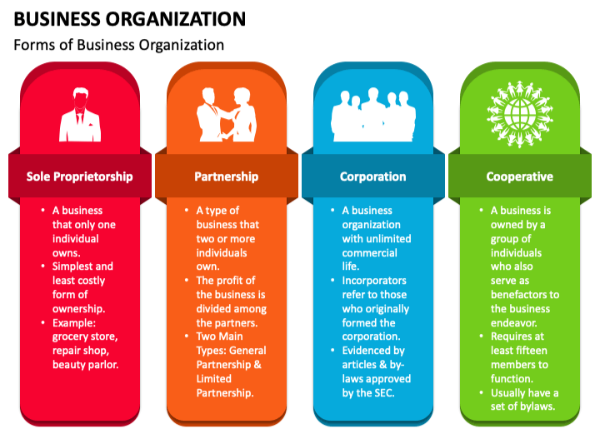 BUSINESS ORGANIZATION
Forms of Business Organization
Sole Proprietorship
• A business
that only one
individual
owns.
• Simplest and
least costly
form of
ownership.
• Example:
grocery store,
repair shop,
beauty parlor.
Partnership
• A type of
business that
two or more
individuals
own.
• The profit of
the business is
divided among
the partners.
• Two Main
Types: General
Partnership &
Limited
Partnership.
Corporation
• A business
organization
with unlimited
commercial
life.
• Incorporators
refer to those
who originally
formed the
corporation.
• Evidenced by
articles & by-
laws approved
by the SEC.
Cooperative
• A business is
owned by a
group of
individuals
who also
serve as
benefactors to
the business
endeavor.
• Requires at
least fifteen
members to
function.
• Usually have a
set of bylaws.